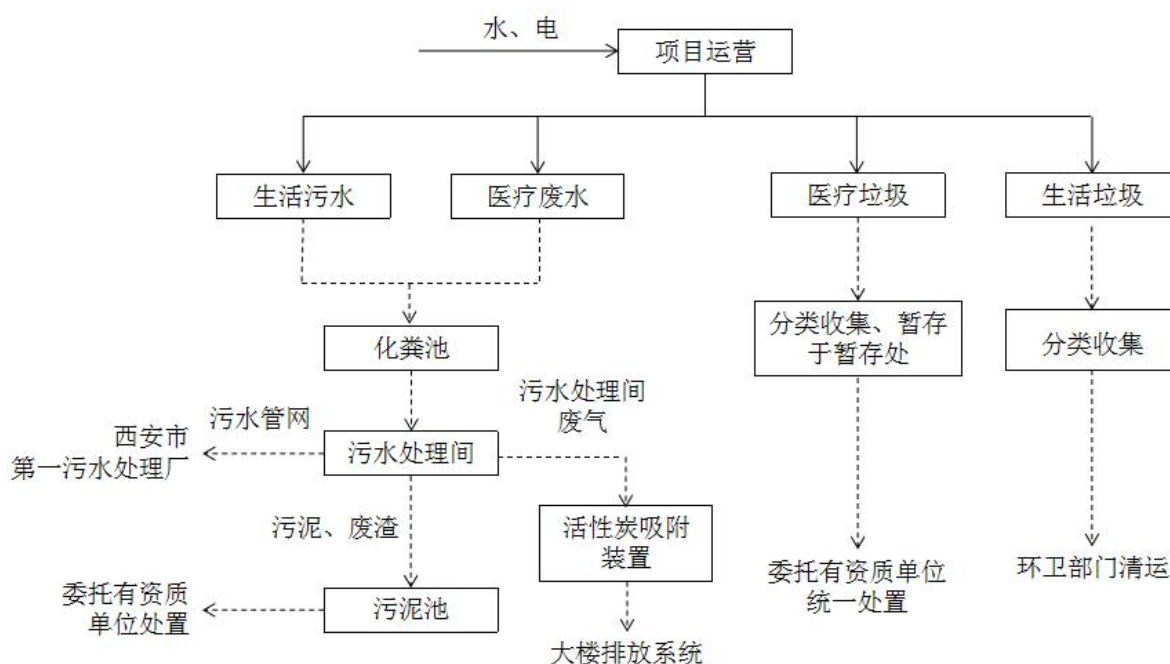 水、电
项目运营
生活污水
医疗废水
医疗垃圾
生活垃圾
化粪池
分类收集、暂存
于暂存处
分类收集
污水处理间
废气
污水管网
西安市
第一污水处理厂
污水处理间
污泥、废渣
活性炭吸附
装置
委托有资质
单位处置
污泥池
委托有资质单位
统一处置
环卫部门清运
大楼排放系统